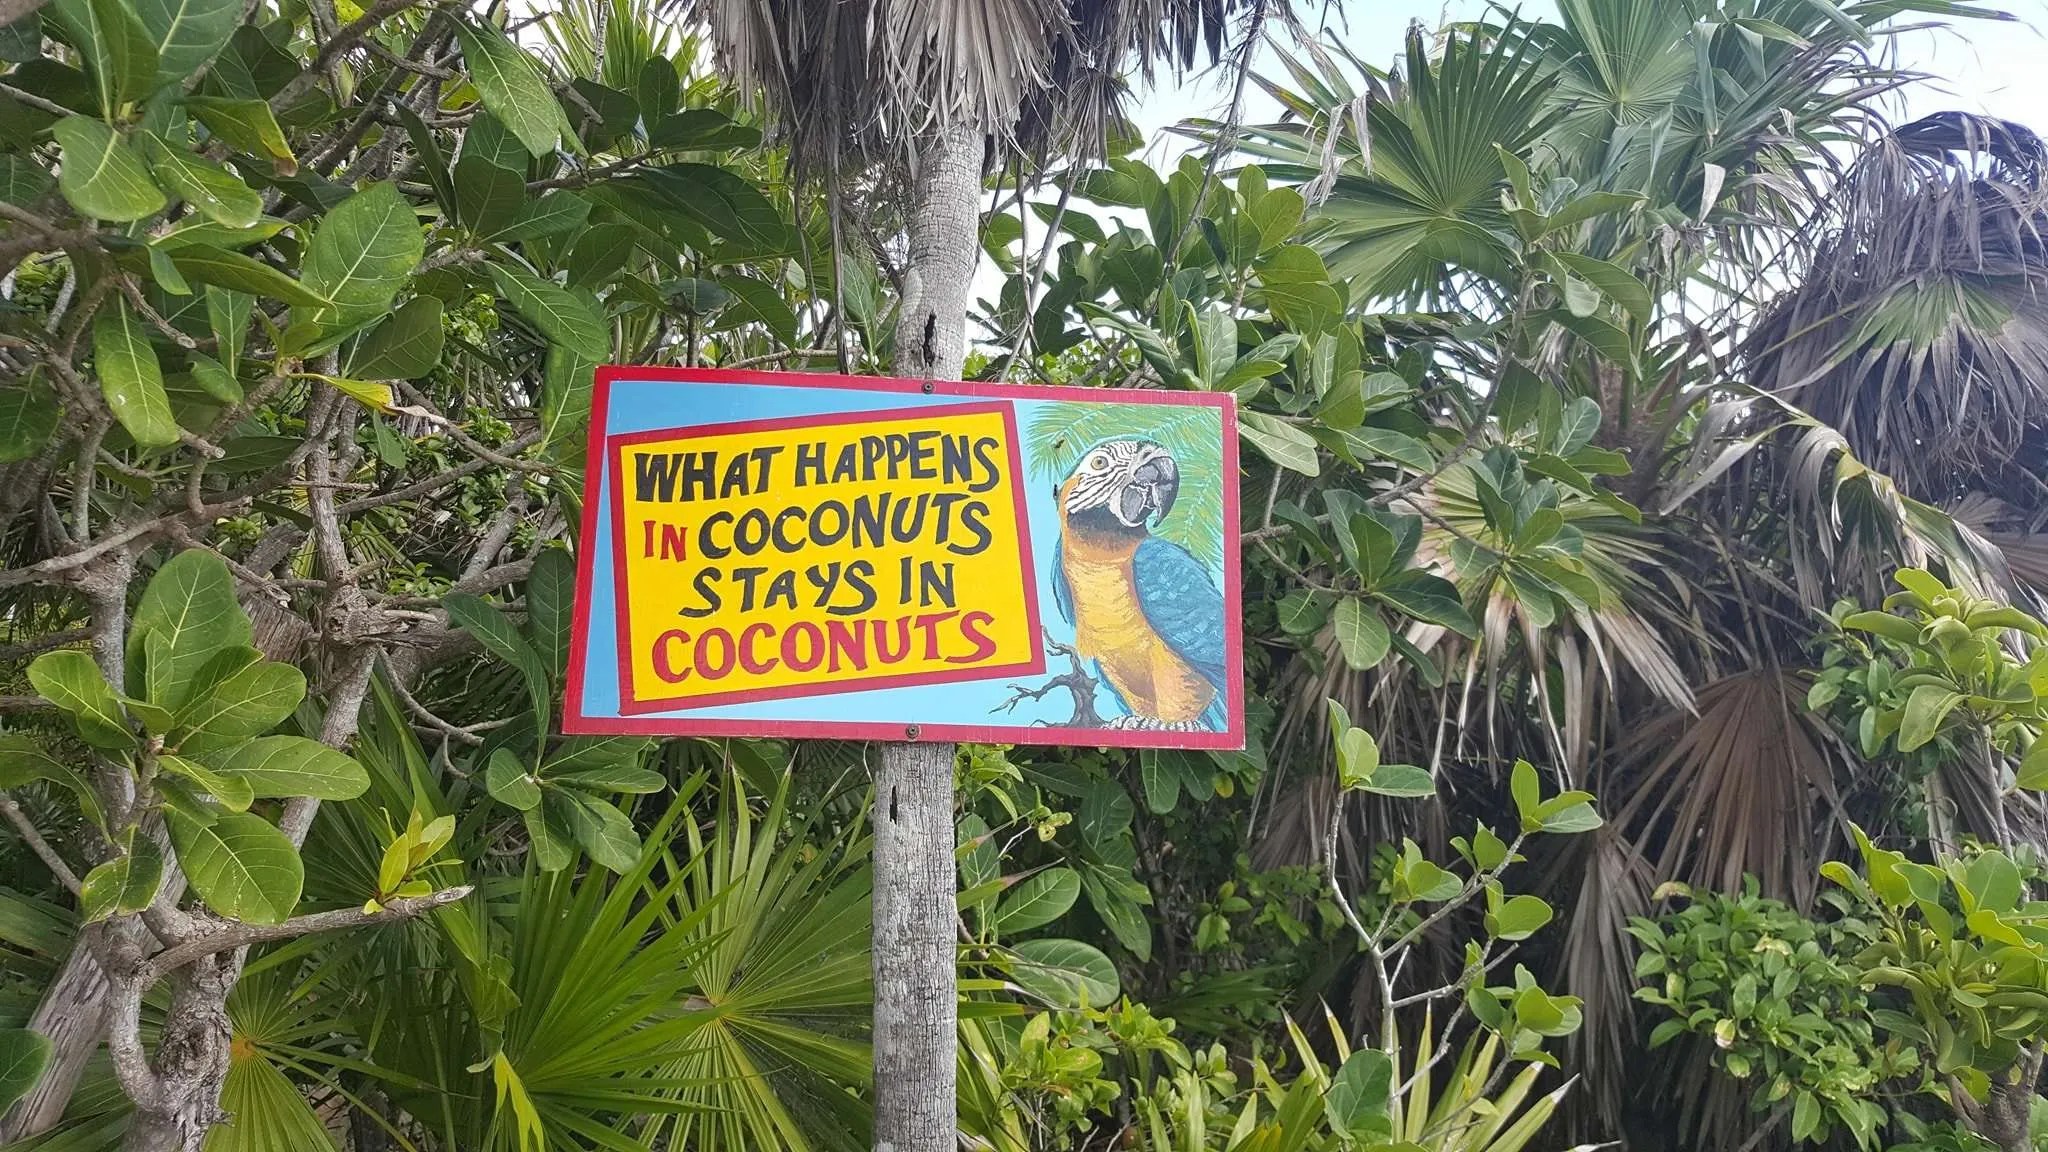 WHAT HAPPENS
IN COCONUTS
STAYS IN
COCONUTS